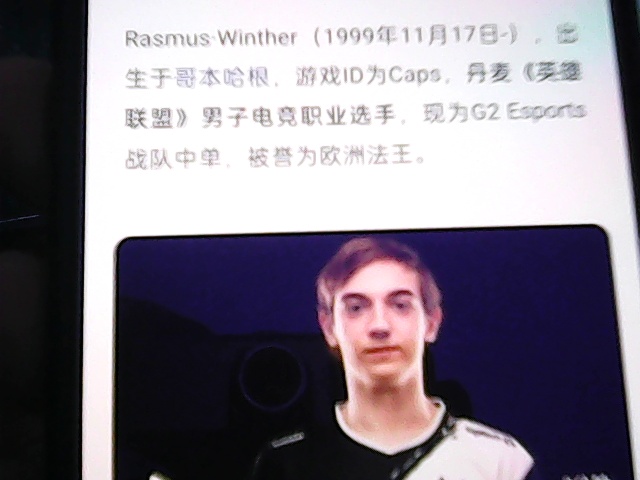 Rasmus·Winther（1999年11月17日-），出
生于哥本哈根，游戏ID为Caps，丹麦《英雄
联盟》男子电竞职业选手，现为G2 Esports
战队中单，被誉为欧洲法王。